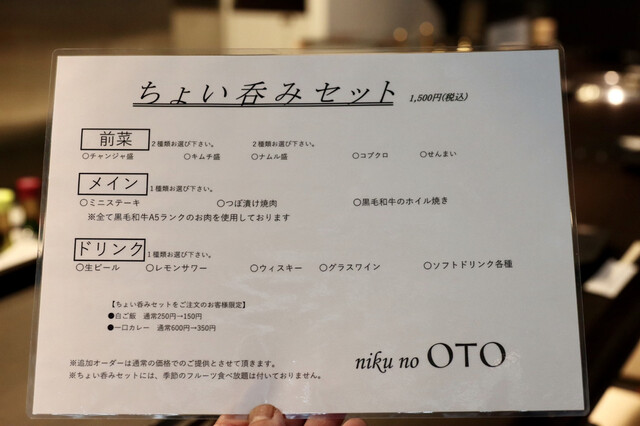 ちょい呑みセット 1,500円(税込)
前菜 2種類お選び下さい。 2種類お選び下さい。
○チャンジャ盛 ○キムチ盛 ○ナムル盛 ○コブクロ ○せんまい
メイン 1種類お選び下さい。
○ミニステーキ ○つぼ漬け焼肉 ○黒毛和牛のホイル焼き
※全て黒毛和牛A5ランクのお肉を使用しております
ドリンク 1種類お選び下さい。
○生ビール ○レモンサワー ○ウィスキー ○グラスワイン ○ソフトドリンク各種
【ちょい呑みセットをご注文のお客様限定】
●白ご飯 通常250円→150円
●一口カレー 通常600円→350円
※追加オーダーは通常の価格でのご提供とさせて頂きます。
※ちょい呑みセットには、季節のフルーツ食べ放題は付いておりません。
niku no OTO